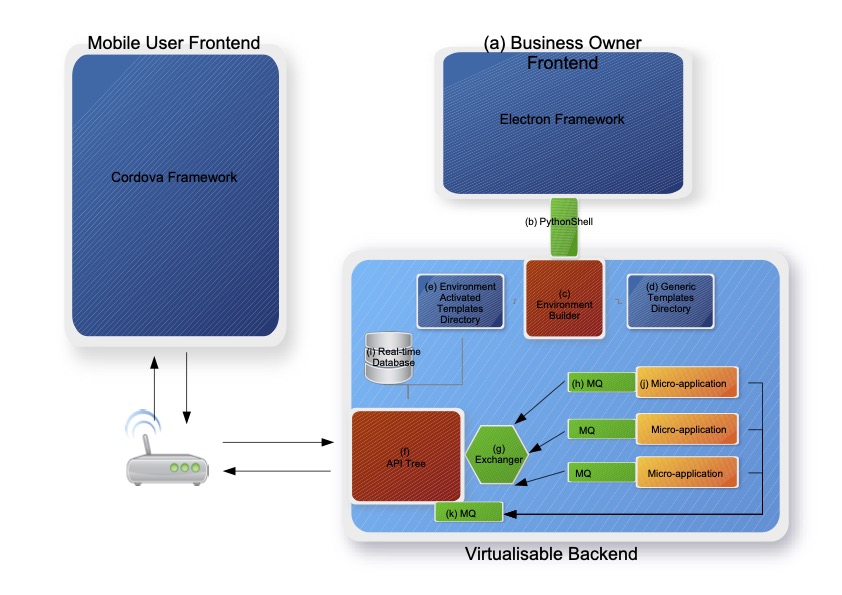 Mobile User Frontend
(a) Business Owner
Frontend
Electron Framework
Cordova Framework
(b) PythonShell
(e) Environment
Activated
Templates
Directory
(c)
Environment
Builder
(d) Generic
Templates
Directory
(i) Real-time
Database
(h) MQ
(j) Micro-application
MQ
Micro-application
(g)
Exchanger
(f)
API Tree
MQ
Micro-application
(k) MQ
Virtualisable Backend